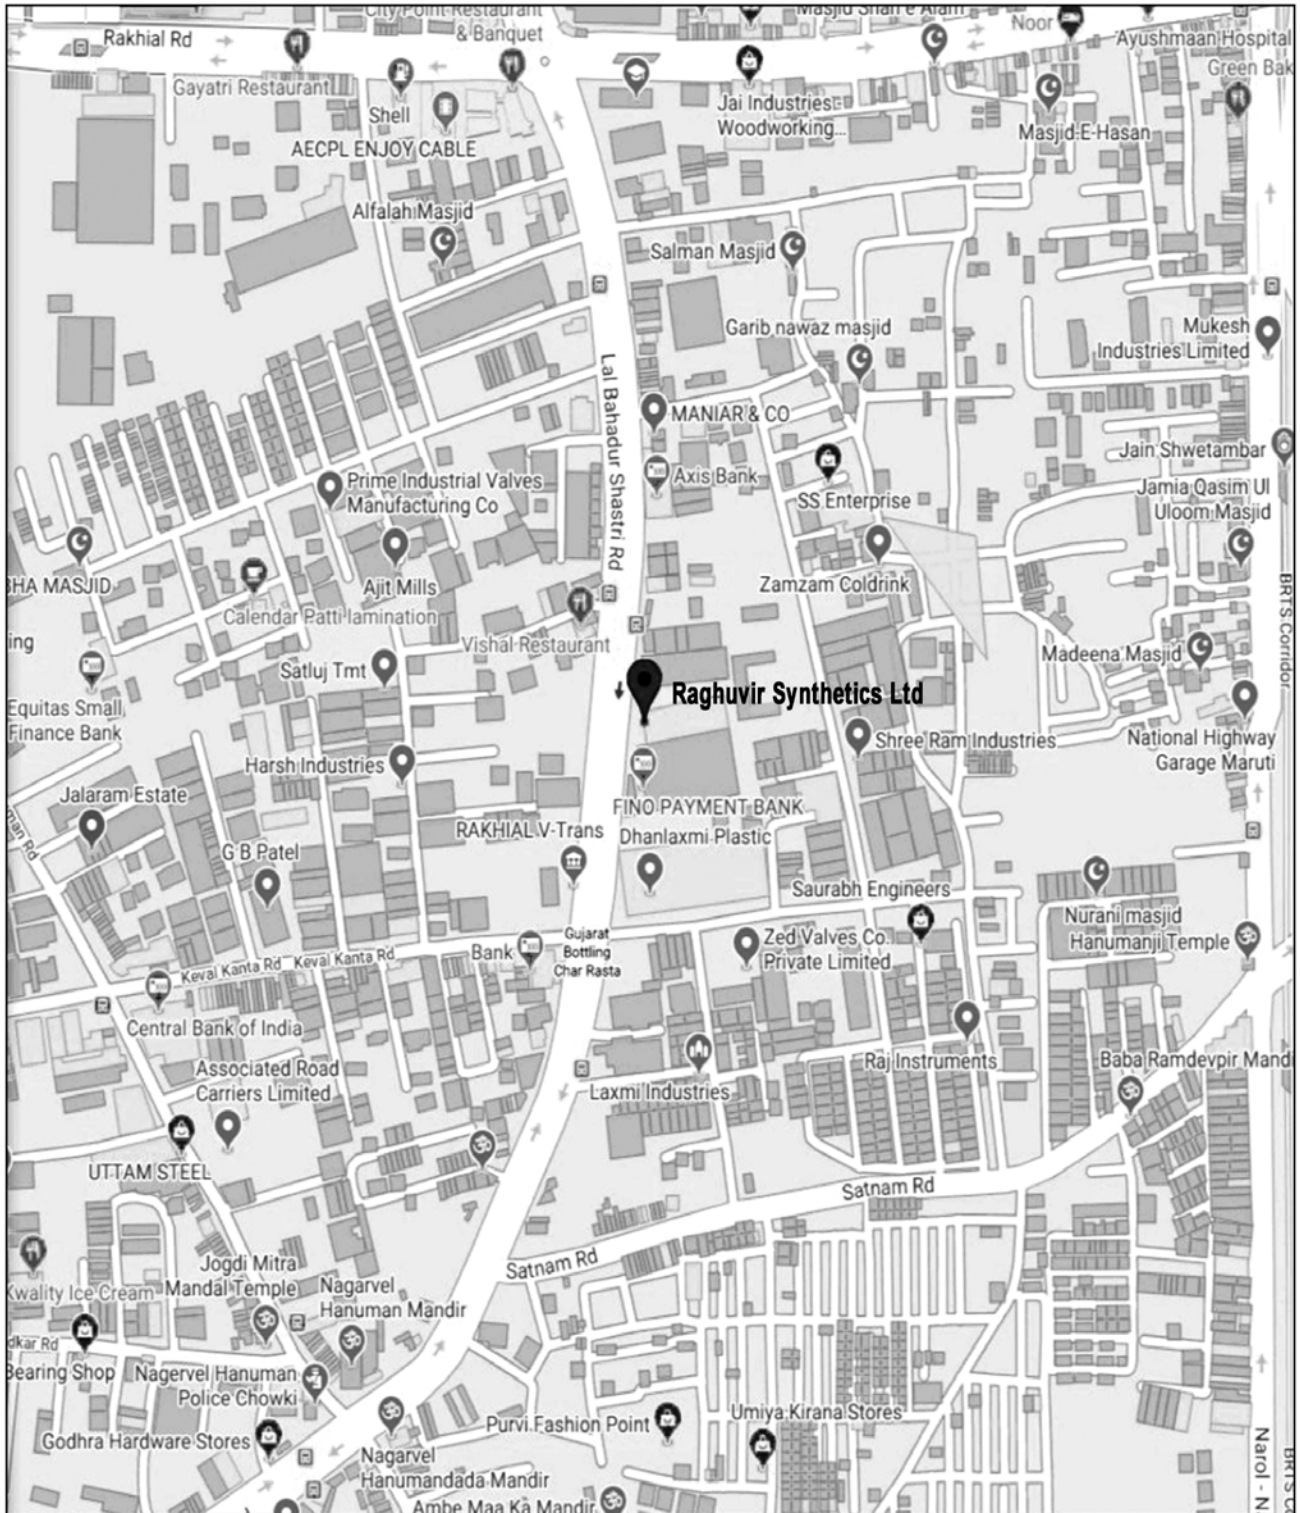 City Point Restaurant
& Banquet
Masjid Shan e Alam
Noor
Rakhial Rd
Ayushmaan Hospital
Green Bak
Gayatri Restaurant
Shell
Jai Industries -
Woodworking...
Masjid-E-Hasan
AECPL ENJOY CABLE
Alfalah Masjid
Salman Masjid
Garib nawaz masjid
Mukesh
Industries Limited
Lal Bahadur Shastri Rd
MANIAR & CO
Jain Shwetambar
Axis Bank
Prime Industrial Valves
Manufacturing Co
SS Enterprise
Jamia Qasim Ul
Uloom Masjid
BHA MASJID
Ajit Mills
Zamzam Coldrink
BRTS Corridor
Calendar Patti lamination
ing
Vishal Restaurant
Madeena Masjid
Satluj Tmt
Raghuvir Synthetics Ltd
Equitas Small
Finance Bank
Shree Ram Industries
National Highway
Garage Maruti
Harsh Industries
Jalaram Estate
man Rd
FINO PAYMENT BANK
RAKHIAL V-Trans
Dhanlaxmi Plastic
G B Patel
Saurabh Engineers
Nurani masjid
Hanumanji Temple
Gujarat
Bottling
Char Rasta
Zed Valves Co..
Private Limited
Bank
Keval Kanta Rd
Keval Kanta Rd
Central Bank of India
Associated Road
Carriers Limited
Raj Instruments
Baba Ramdevpir Mandi
Laxmi Industries
UTTAM STEEL
Satnam Rd
Satnam Rd
Jogdi Mitra
Mandal Temple
Kwality Ice Cream
Nagarvel
Hanuman Mandir
dkar Rd
Bearing Shop
Nagervel Hanuman
Police Chowki
Purvi Fashion Point
Umiya Kirana Stores
Godhra Hardware Stores
Nagarvel
Hanumandada Mandir
Ambe Maa Ka Mandir
Narol - N